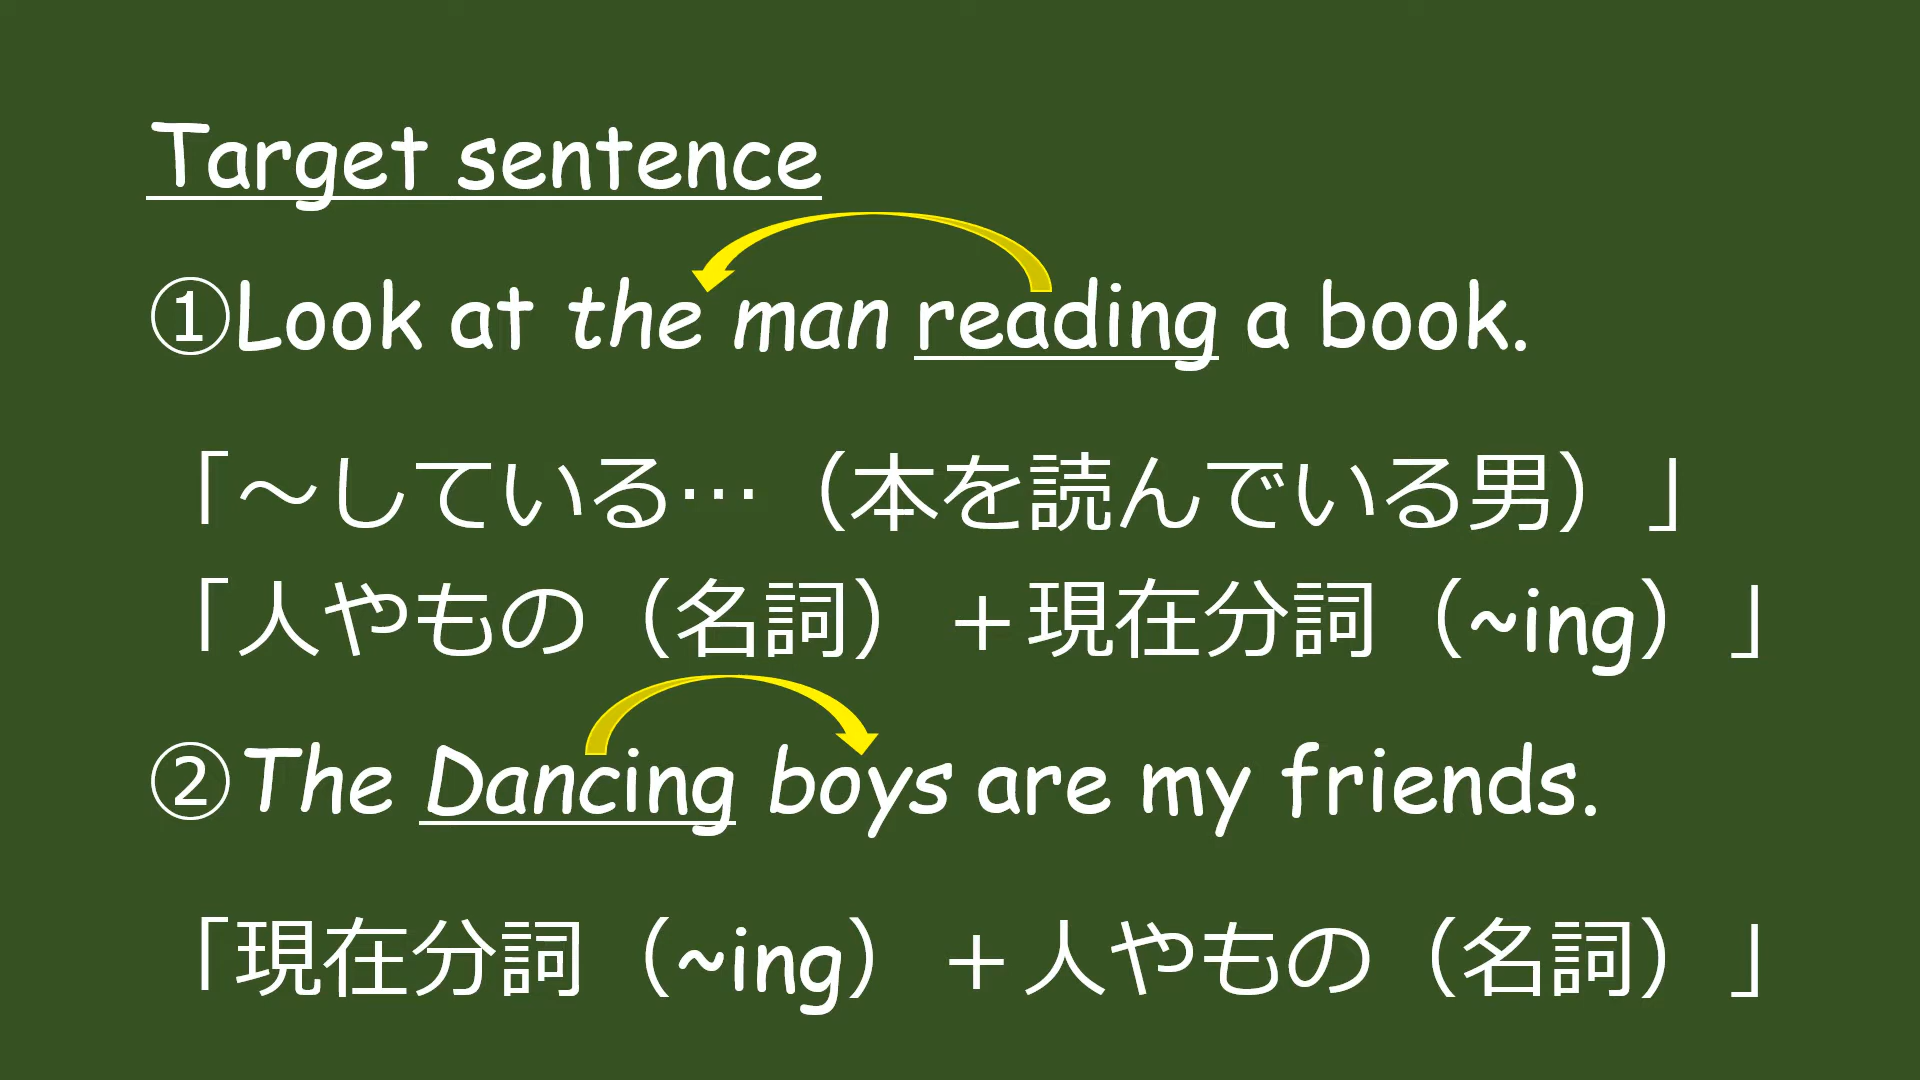 Target sentence
①Look at the man reading a book.
「～している…（本を読んでいる男）」
「人やもの（名詞）＋現在分詞（~ing）」
②The Dancing boys are my friends.
「現在分詞（~ing）＋人やもの（名詞）」